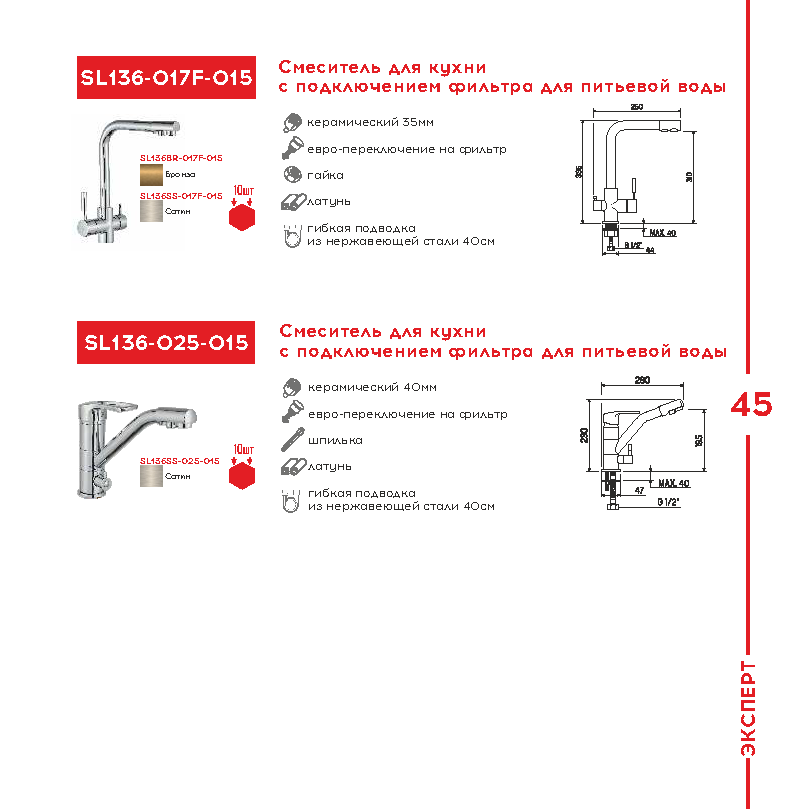 SL136-017F-015
Смеситель для кухни
с подключением фильтра для питьевой воды
керамический 35мм
евро-переключение на фильтр
гайка
латунь
гибкая подводка
из нержавеющей стали 40см
SL136BR-017F-015
Бронза
SL136SS-017F-015
Сатин
10шт
250
335
310
MAX. 40
G 1/2"
44
SL136-025-015
Смеситель для кухни
с подключением фильтра для питьевой воды
керамический 40мм
евро-переключение на фильтр
шпилька
латунь
гибкая подводка
из нержавеющей стали 40см
SL136SS-025-015
Сатин
10шт
260
230
195
MAX. 40
47
G 1/2"
45
ЭКСПЕРТ